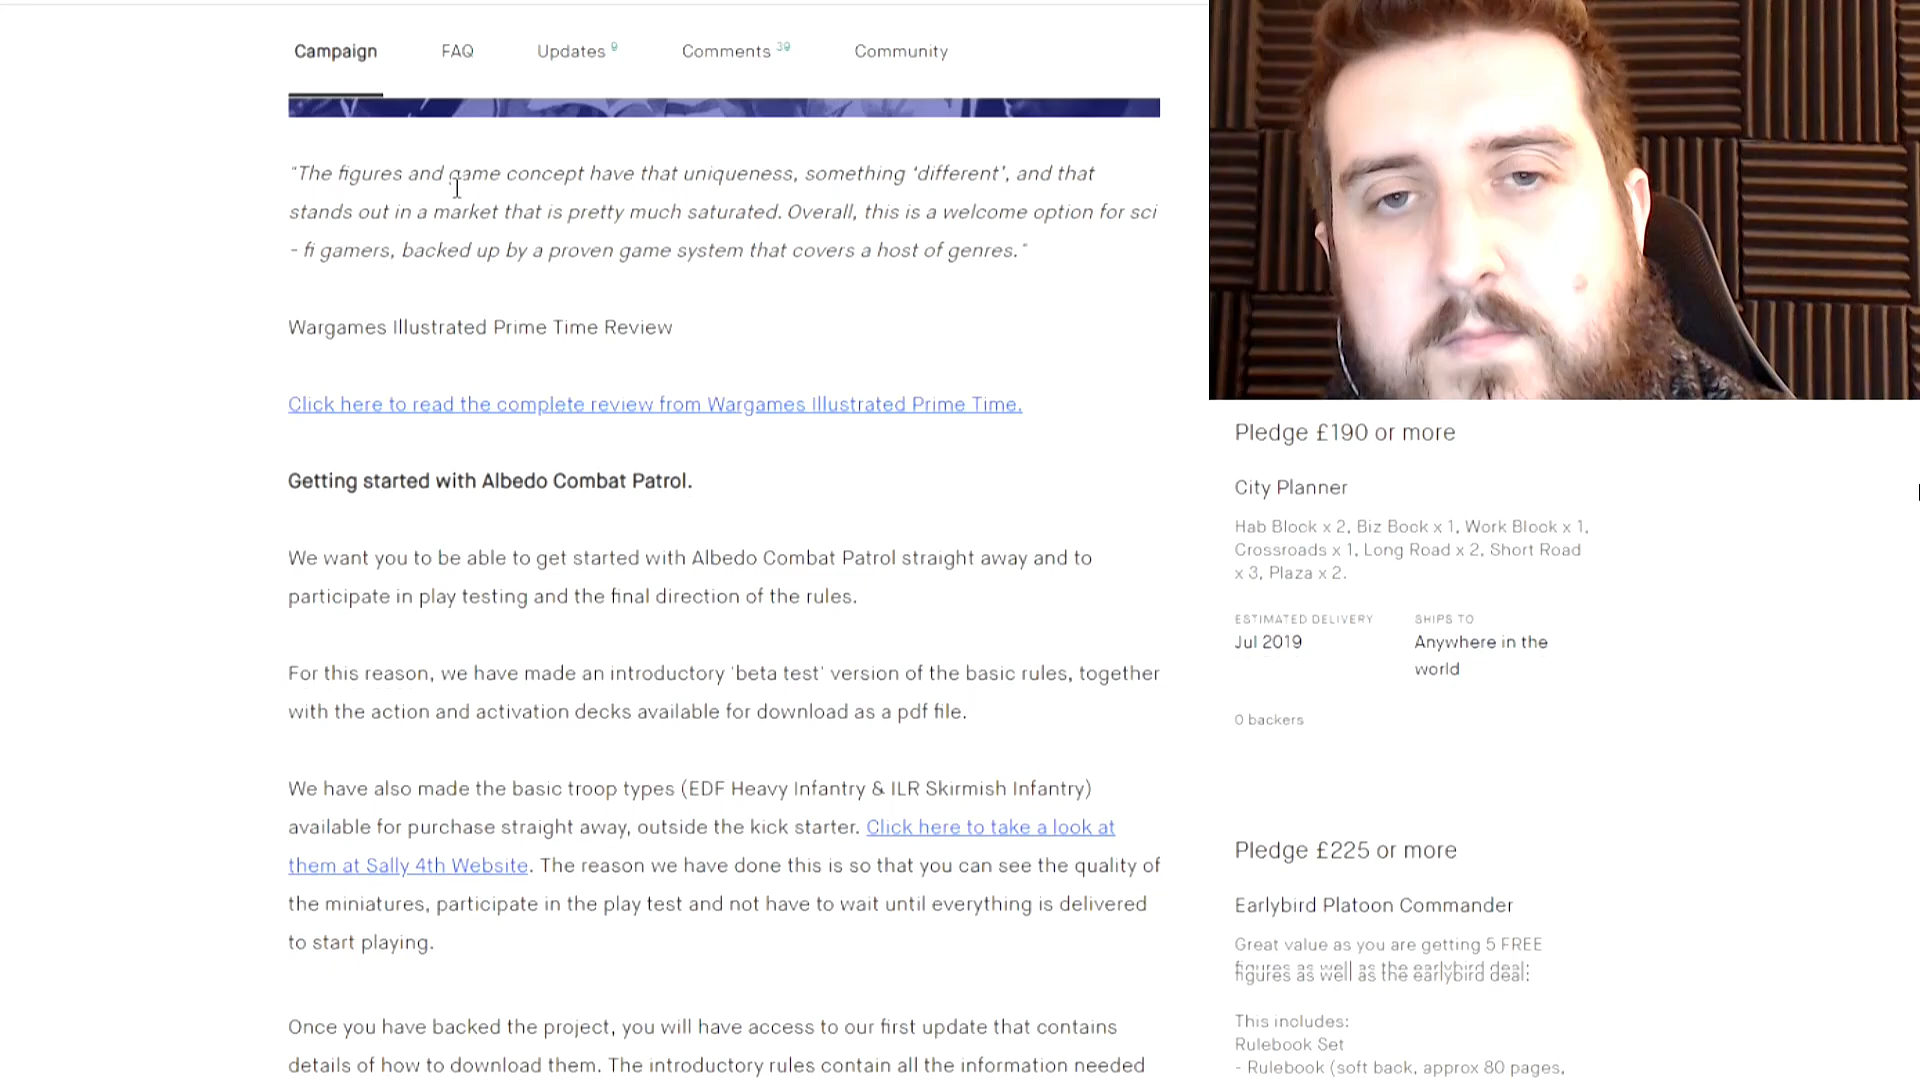 Campaign
FAQ
Updates 9
Comments 39
Community
"The figures and game concept have that uniqueness, something 'different', and that
stands out in a market that is pretty much saturated. Overall, this is a welcome option for sci
- fi gamers, backed up by a proven game system that covers a host of genres."
Wargames Illustrated Prime Time Review
Click here to read the complete review from Wargames Illustrated Prime Time.
Getting started with Albedo Combat Patrol.
We want you to be able to get started with Albedo Combat Patrol straight away and to
participate in play testing and the final direction of the rules.
For this reason, we have made an introductory 'beta test' version of the basic rules, together
with the action and activation decks available for download as a pdf file.
We have also made the basic troop types (EDF Heavy Infantry & ILR Skirmish Infantry)
available for purchase straight away, outside the kick starter. Click here to take a look at
them at Sally 4th Website. The reason we have done this is so that you can see the quality of
the miniatures, participate in the play test and not have to wait until everything is delivered
to start playing.
Once you have backed the project, you will have access to our first update that contains
details of how to download them. The introductory rules contain all the information needed
Pledge £190 or more
City Planner
Hab Block x 2, Biz Bock x 1, Work Block x 1,
Crossroads x 1, Long Road x 2, Short Road
x 3, Plaza x 2.
ESTIMATED DELIVERY
Jul 2019
SHIPS TO
Anywhere in the
world
0 backers
Pledge £225 or more
Earlybird Platoon Commander
Great value as you are getting 5 FREE
figures as well as the earlybird deal:
This includes:
Rulebook Set
- Rulebook (soft back, approx 80 pages,